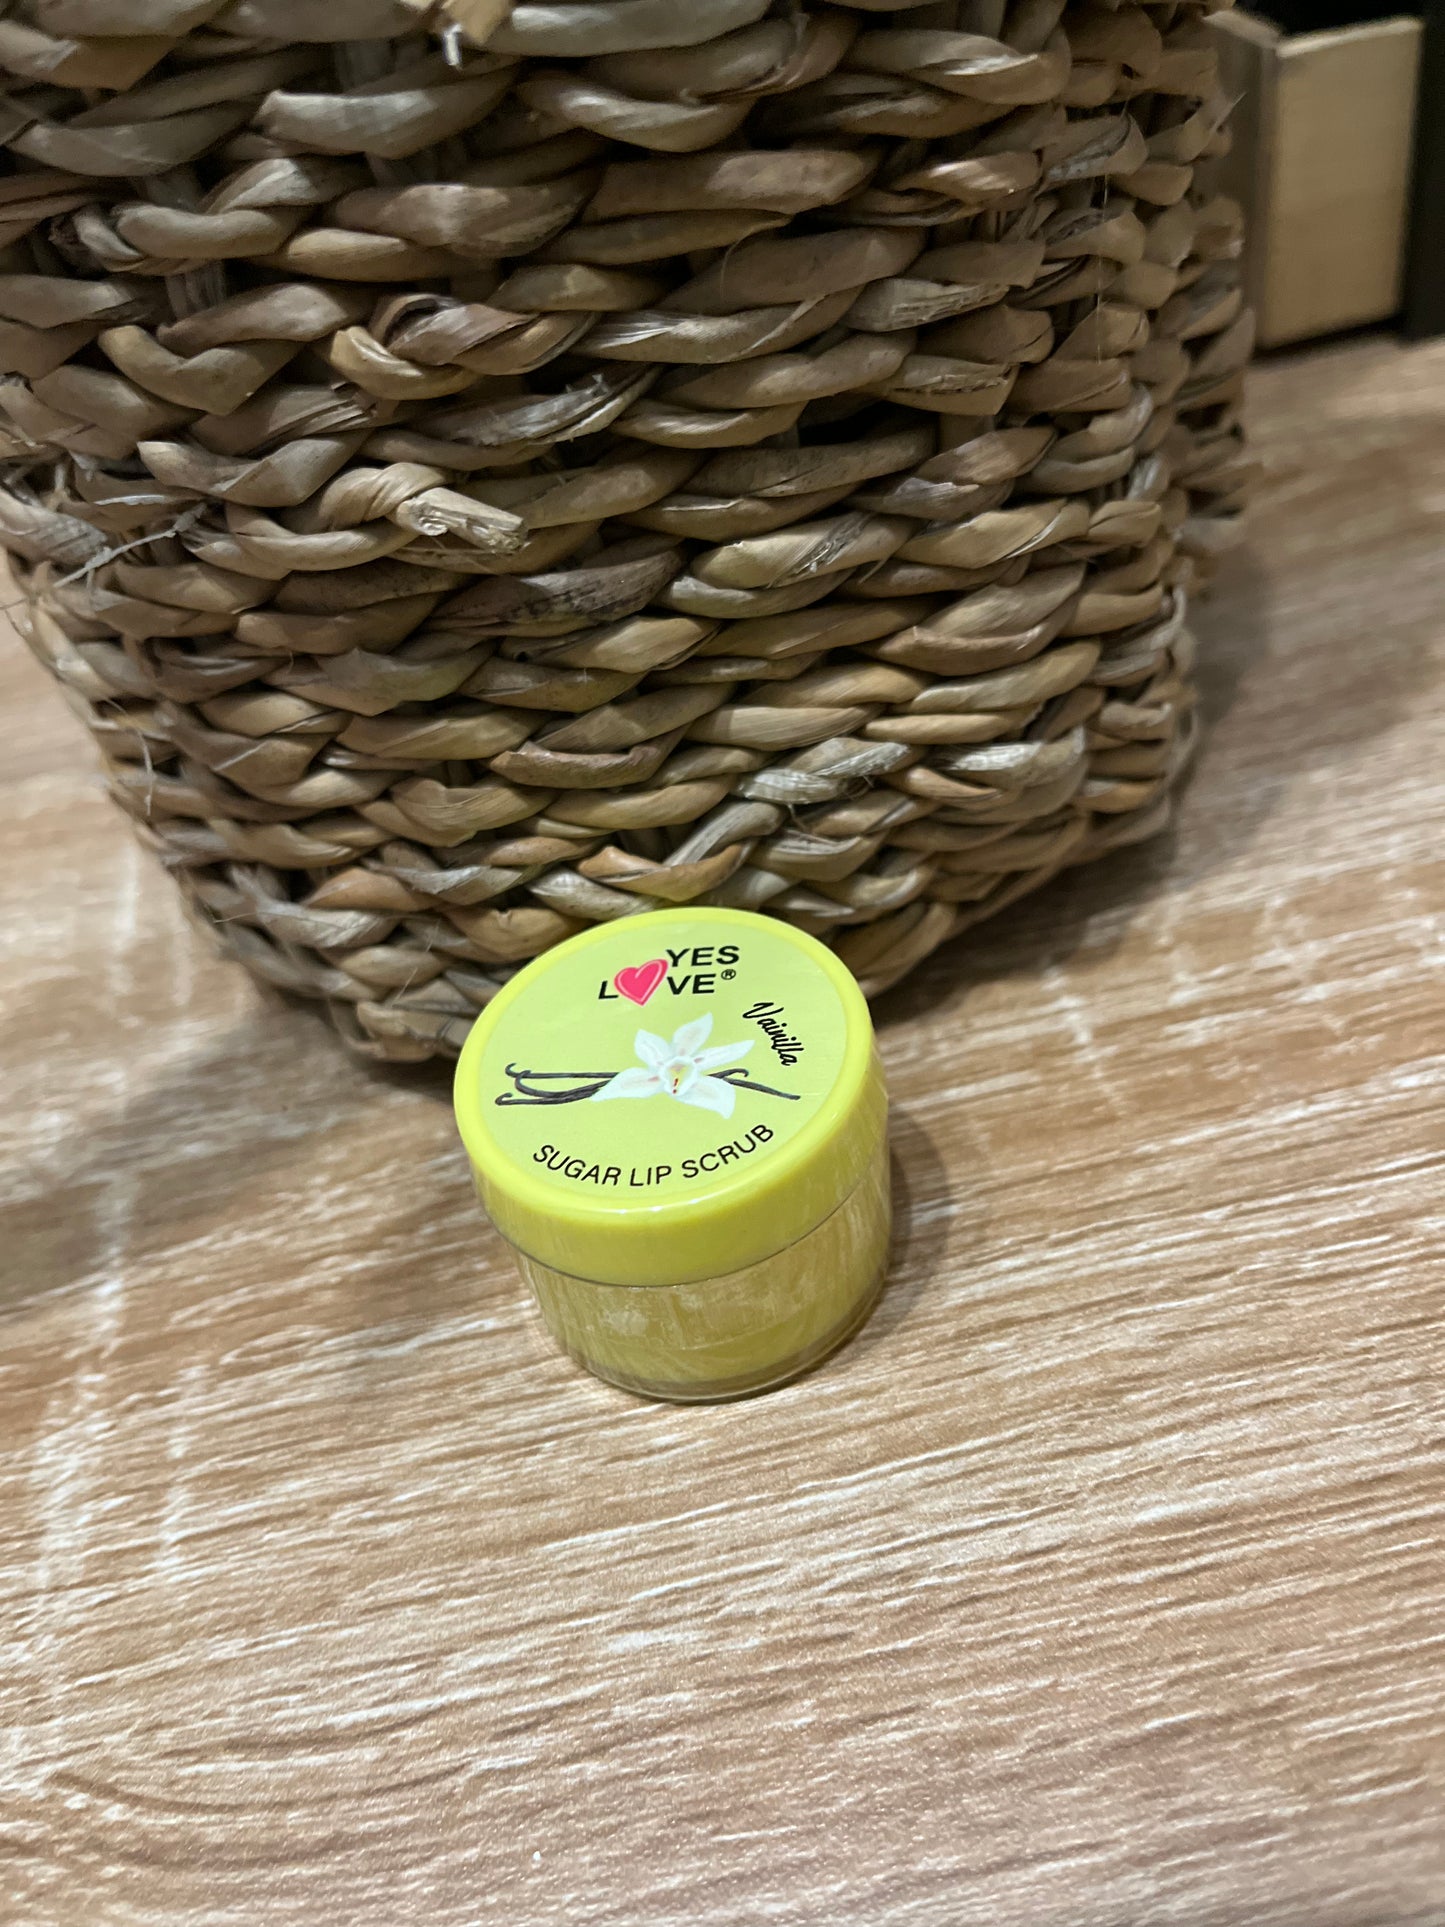 YES
LOVE®
Vainilla
SUGAR LIP SCRUB